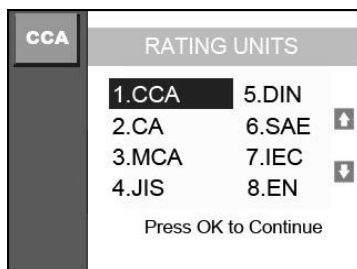 CCA
RATING UNITS
1.CCA 5.DIN
2.CA 6.SAE
3.MCA 7.IEC
4.JIS 8.EN
Press OK to Continue